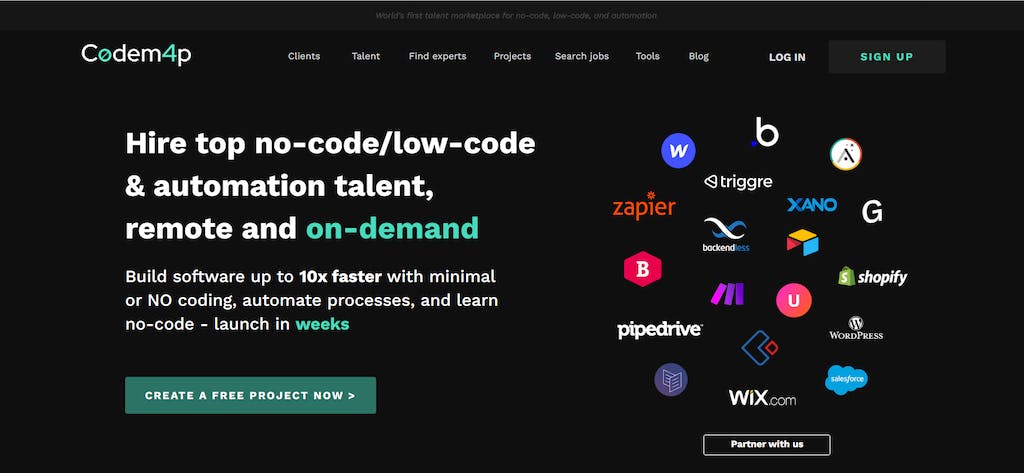 World's first talent marketplace for no-code, low-code, and automation
Cødem4p
Clients
Talent
Find experts
Projects
Search jobs
Tools
Blog
LOG IN
SIGN UP
Hire top no-code/low-code
& automation talent,
remote and on-demand
Build software up to 10x faster with minimal
or NO coding, automate processes, and learn
no-code - launch in weeks
CREATE A FREE PROJECT NOW >
W
.b
A
triggre
zapier
XANO
G
backendless
B
shopify
U
pipedrive
WORDPRESS
salesforce
WiX.com
Partner with us